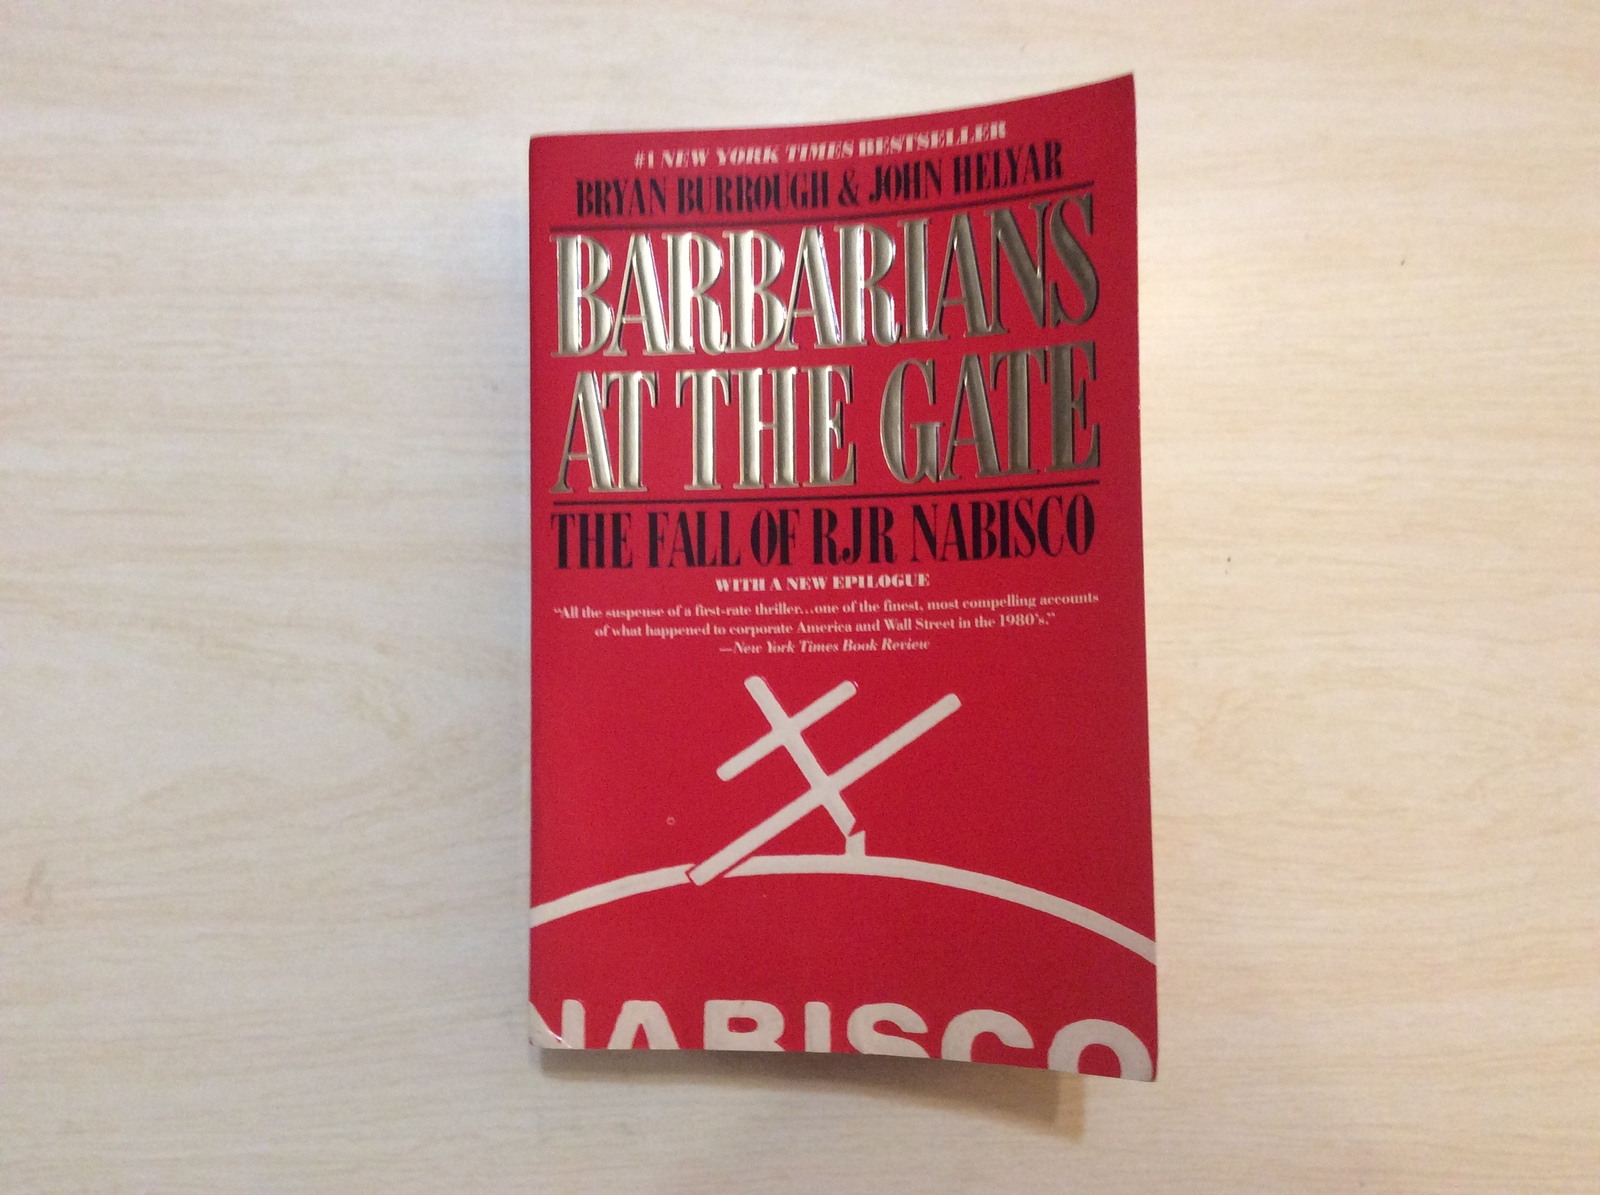 #1 NEW YORK TIMES BESTSELLER
BRYAN BURROUGH & JOHN HELYAR
BARBARIANS
AT THE GATE
THE FALL OF RJR NABISCO
WITH A NEW EPILOGUE
“All the suspense of a first-rate thriller...one of the finest, most compelling accounts
of what happened to corporate America and Wall Street in the 1980's.”
—New York Times Book Review
NABISCO